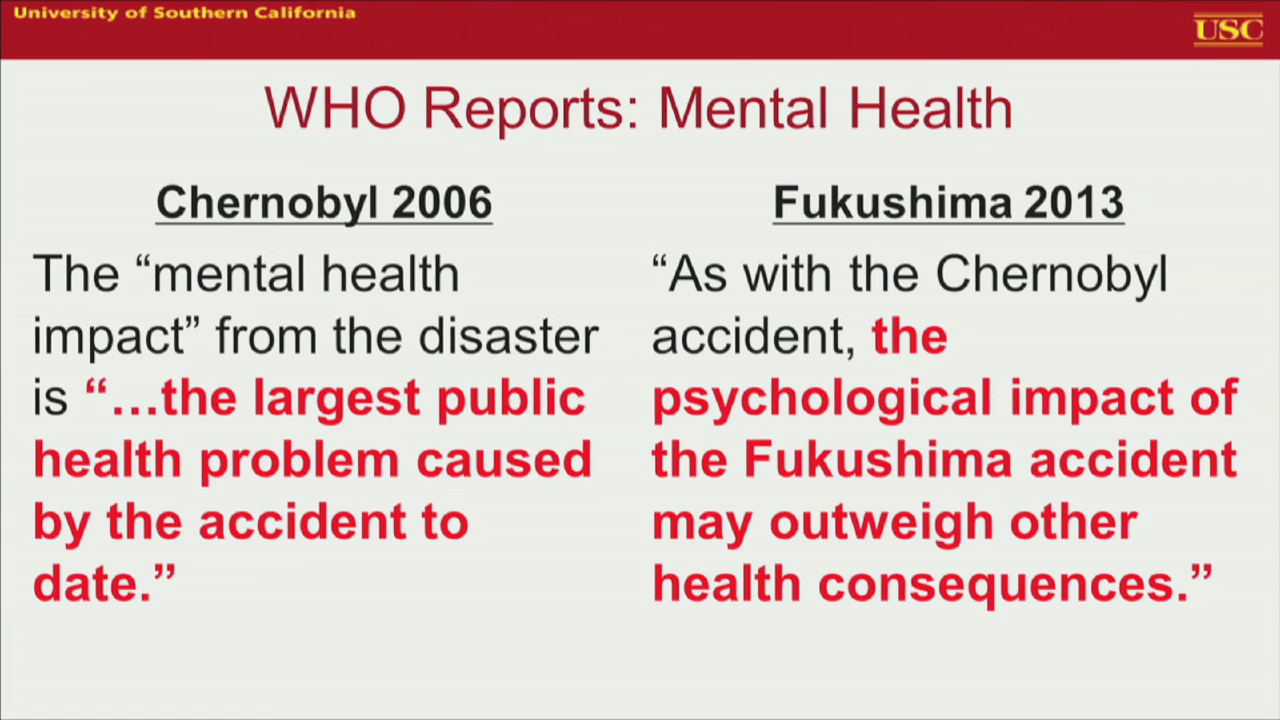 University of Southern California
USC
WHO Reports: Mental Health
Chernobyl 2006
The “mental health
impact” from the disaster
is “…the largest public
health problem caused
by the accident to
date.”
Fukushima 2013
“As with the Chernobyl
accident, the
psychological impact of
the Fukushima accident
may outweigh other
health consequences.”